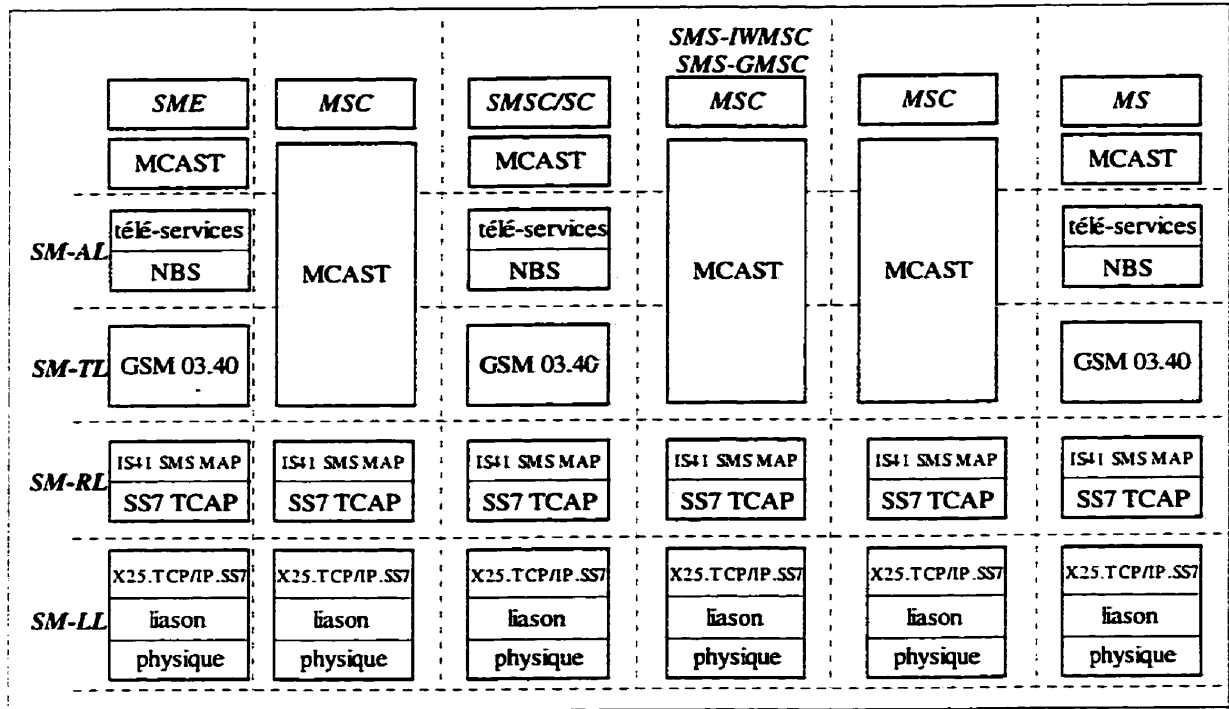 SMS-IWMSC
SMS-GMSC
SME MSC SMSC/SC MSC MSC MS
MCAST MCAST MCAST
SM-AL télé-services télé-services télé-services
NBS MCAST NBS MCAST MCAST NBS
SM-TL GSM 03.40 GSM 03.40 GSM 03.40
IS41 SMS MAP IS41 SMS MAP IS41 SMS MAP IS41 SMS MAP IS41 SMS MAP IS41 SMS MAP
SM-RL SS7 TCAP SS7 TCAP SS7 TCAP SS7 TCAP SS7 TCAP SS7 TCAP
X25.TCP/IP.SS7 X25.TCP/IP.SS7 X25.TCP/IP.SS7 X25.TCP/IP.SS7 X25.TCP/IP.SS7 X25.TCP/IP.SS7
SM-LL liason liason liason liason liason liason
physique physique physique physique physique physique